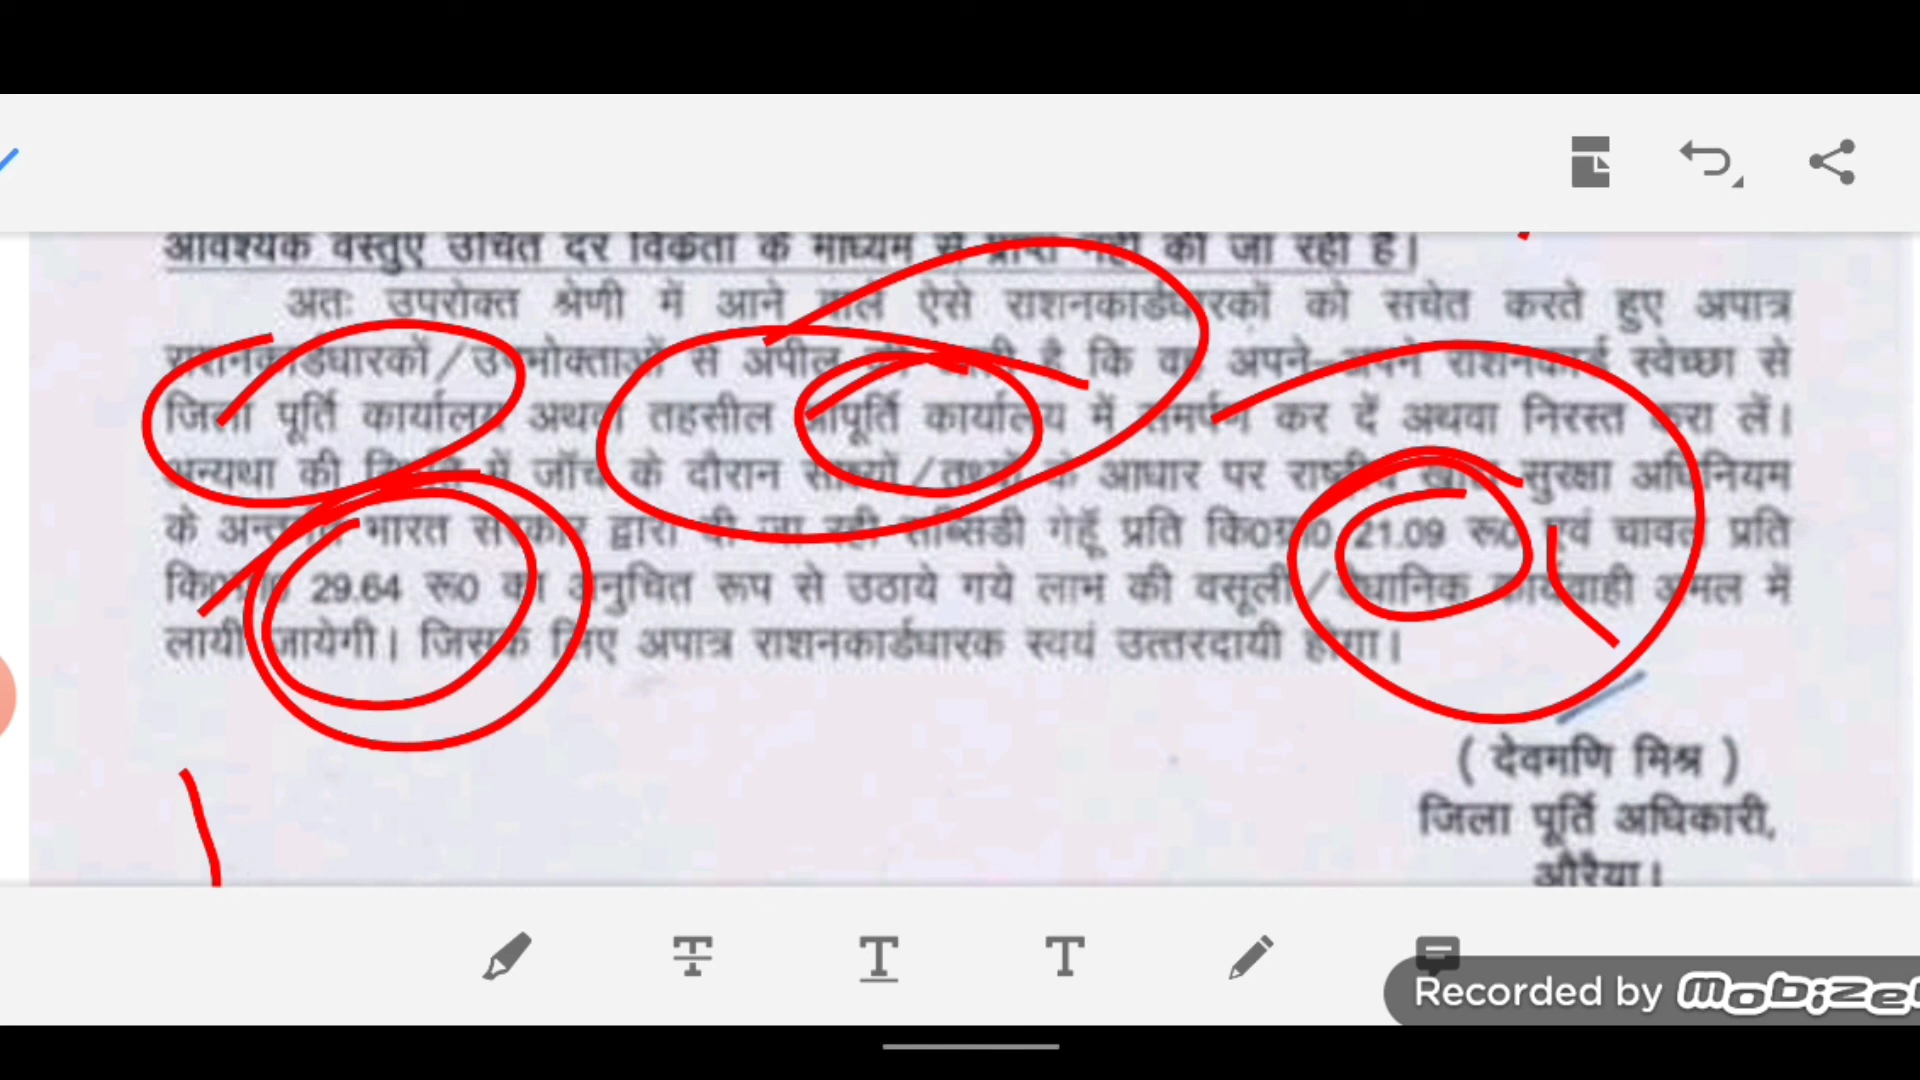 आवश्यक वस्तुएं उचित दर विक्रेता के माध्यम से प्राप्त नहीं की जा रही है।
अतः उपरोक्त श्रेणी में आने वाले ऐसे राशनकार्डधारकों को सचेत करते हुए अपात्र
राशनकार्डधारकों/उपभोक्ताओं से अपील की जाती है कि वह अपने-अपने राशनकार्ड स्वेच्छा से
जिला पूर्ति कार्यालय अथवा तहसील आपूर्ति कार्यालय में समर्पण कर दें अथवा निरस्त करा लें।
अन्यथा की स्थिति में जॉच के दौरान साक्ष्यों/तथ्यों के आधार पर राष्ट्रीय खाद्य सुरक्षा अधिनियम
के अन्तर्गत भारत सरकार द्वारा दी जा रही सब्सिडी गेहूँ प्रति कि0ग्रा0 21.09 रू0 एवं चावल प्रति
कि0ग्रा0 29.64 रू0 का अनुचित रूप से उठाये गये लाभ की वसूली/वैधानिक कार्यवाही अमल में
लायी जायेगी। जिसके लिए अपात्र राशनकार्डधारक स्वयं उत्तरदायी होगा।
( देवमणि मिश्र )
जिला पूर्ति अधिकारी,
औरैया।
Recorded by